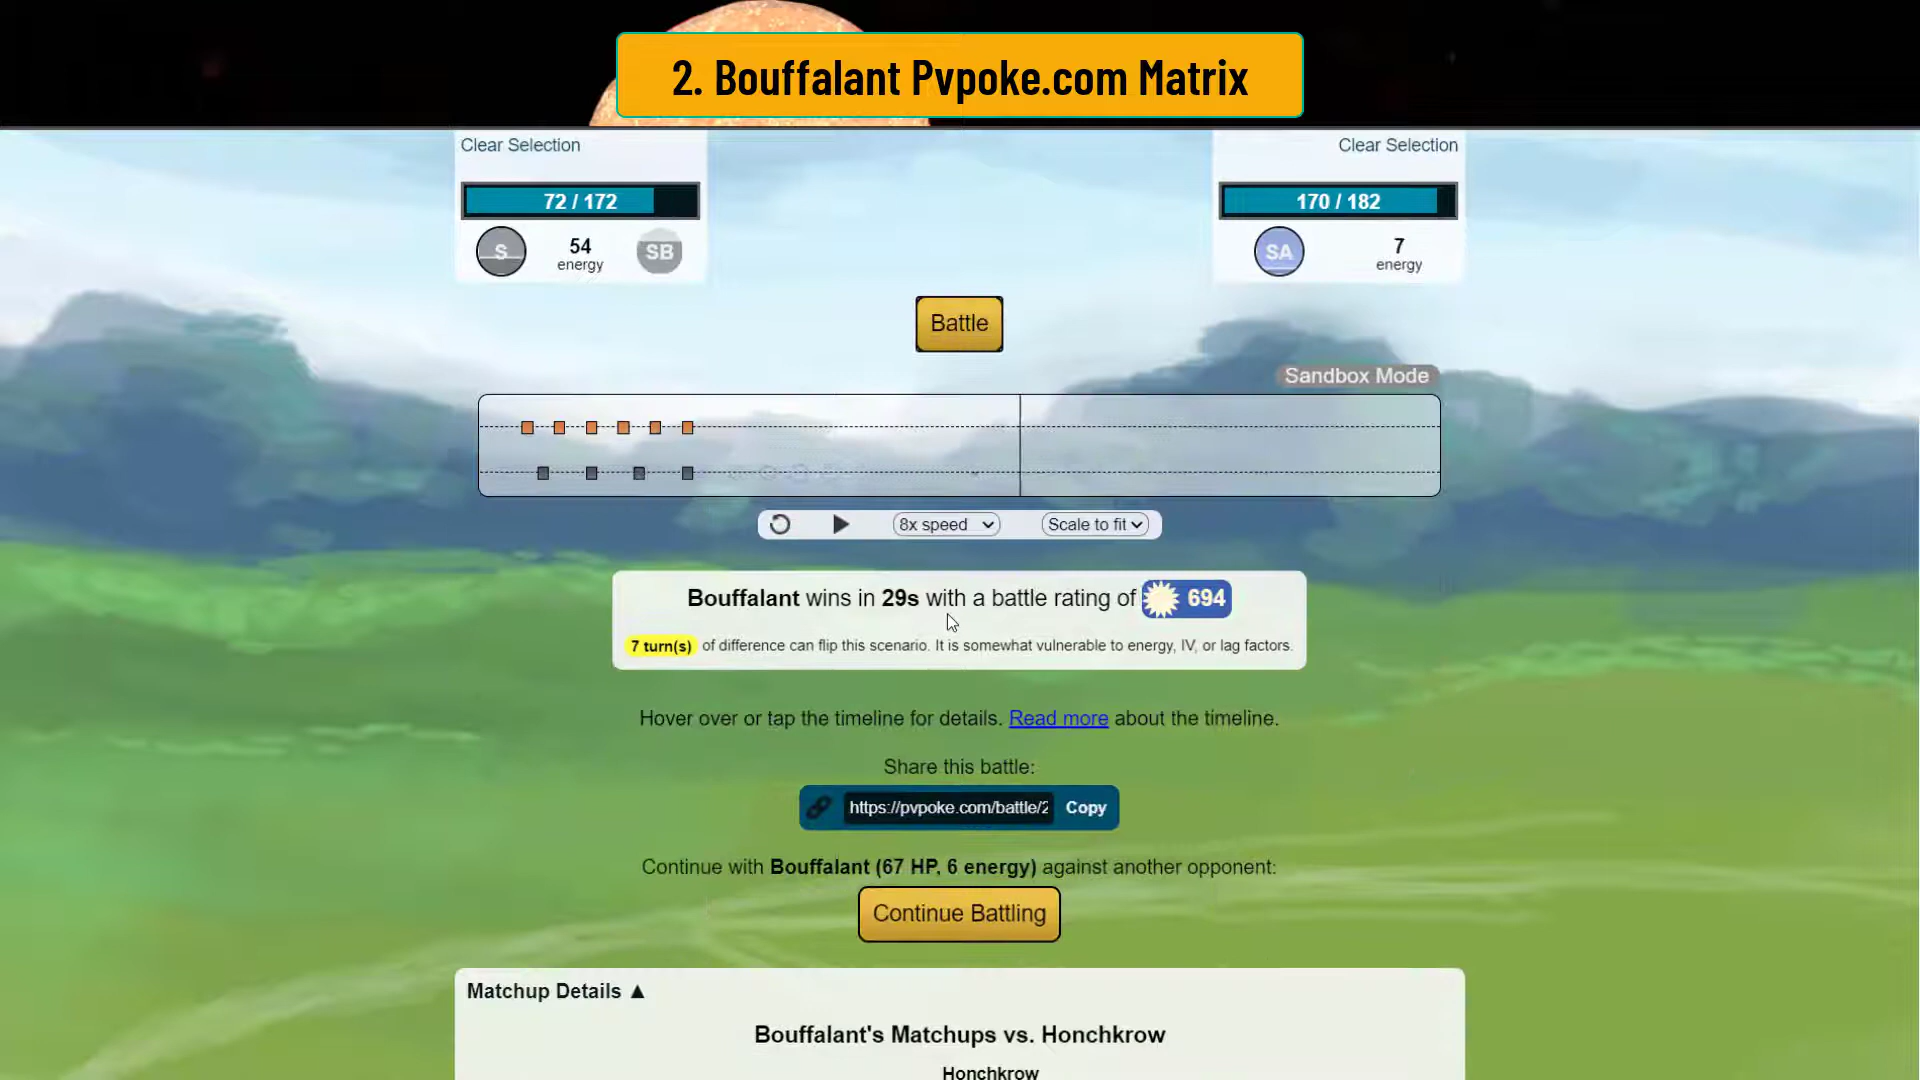 2. Bouffalant Pvpoke.com Matrix
Clear Selection
Clear Selection
72 / 172
170 / 182
S
54
energy
SB
SA
7
energy
Battle
Sandbox Mode
8x speed
Scale to fit
Bouffalant wins in 29s with a battle rating of 694
7 turn(s) of difference can flip this scenario. It is somewhat vulnerable to energy, IV, or lag factors.
Hover over or tap the timeline for details. Read more about the timeline.
Share this battle:
https://pvpoke.com/battle/2
Copy
Continue with Bouffalant (67 HP, 6 energy) against another opponent:
Continue Battling
Matchup Details ▲
Bouffalant's Matchups vs. Honchkrow
Honchkrow